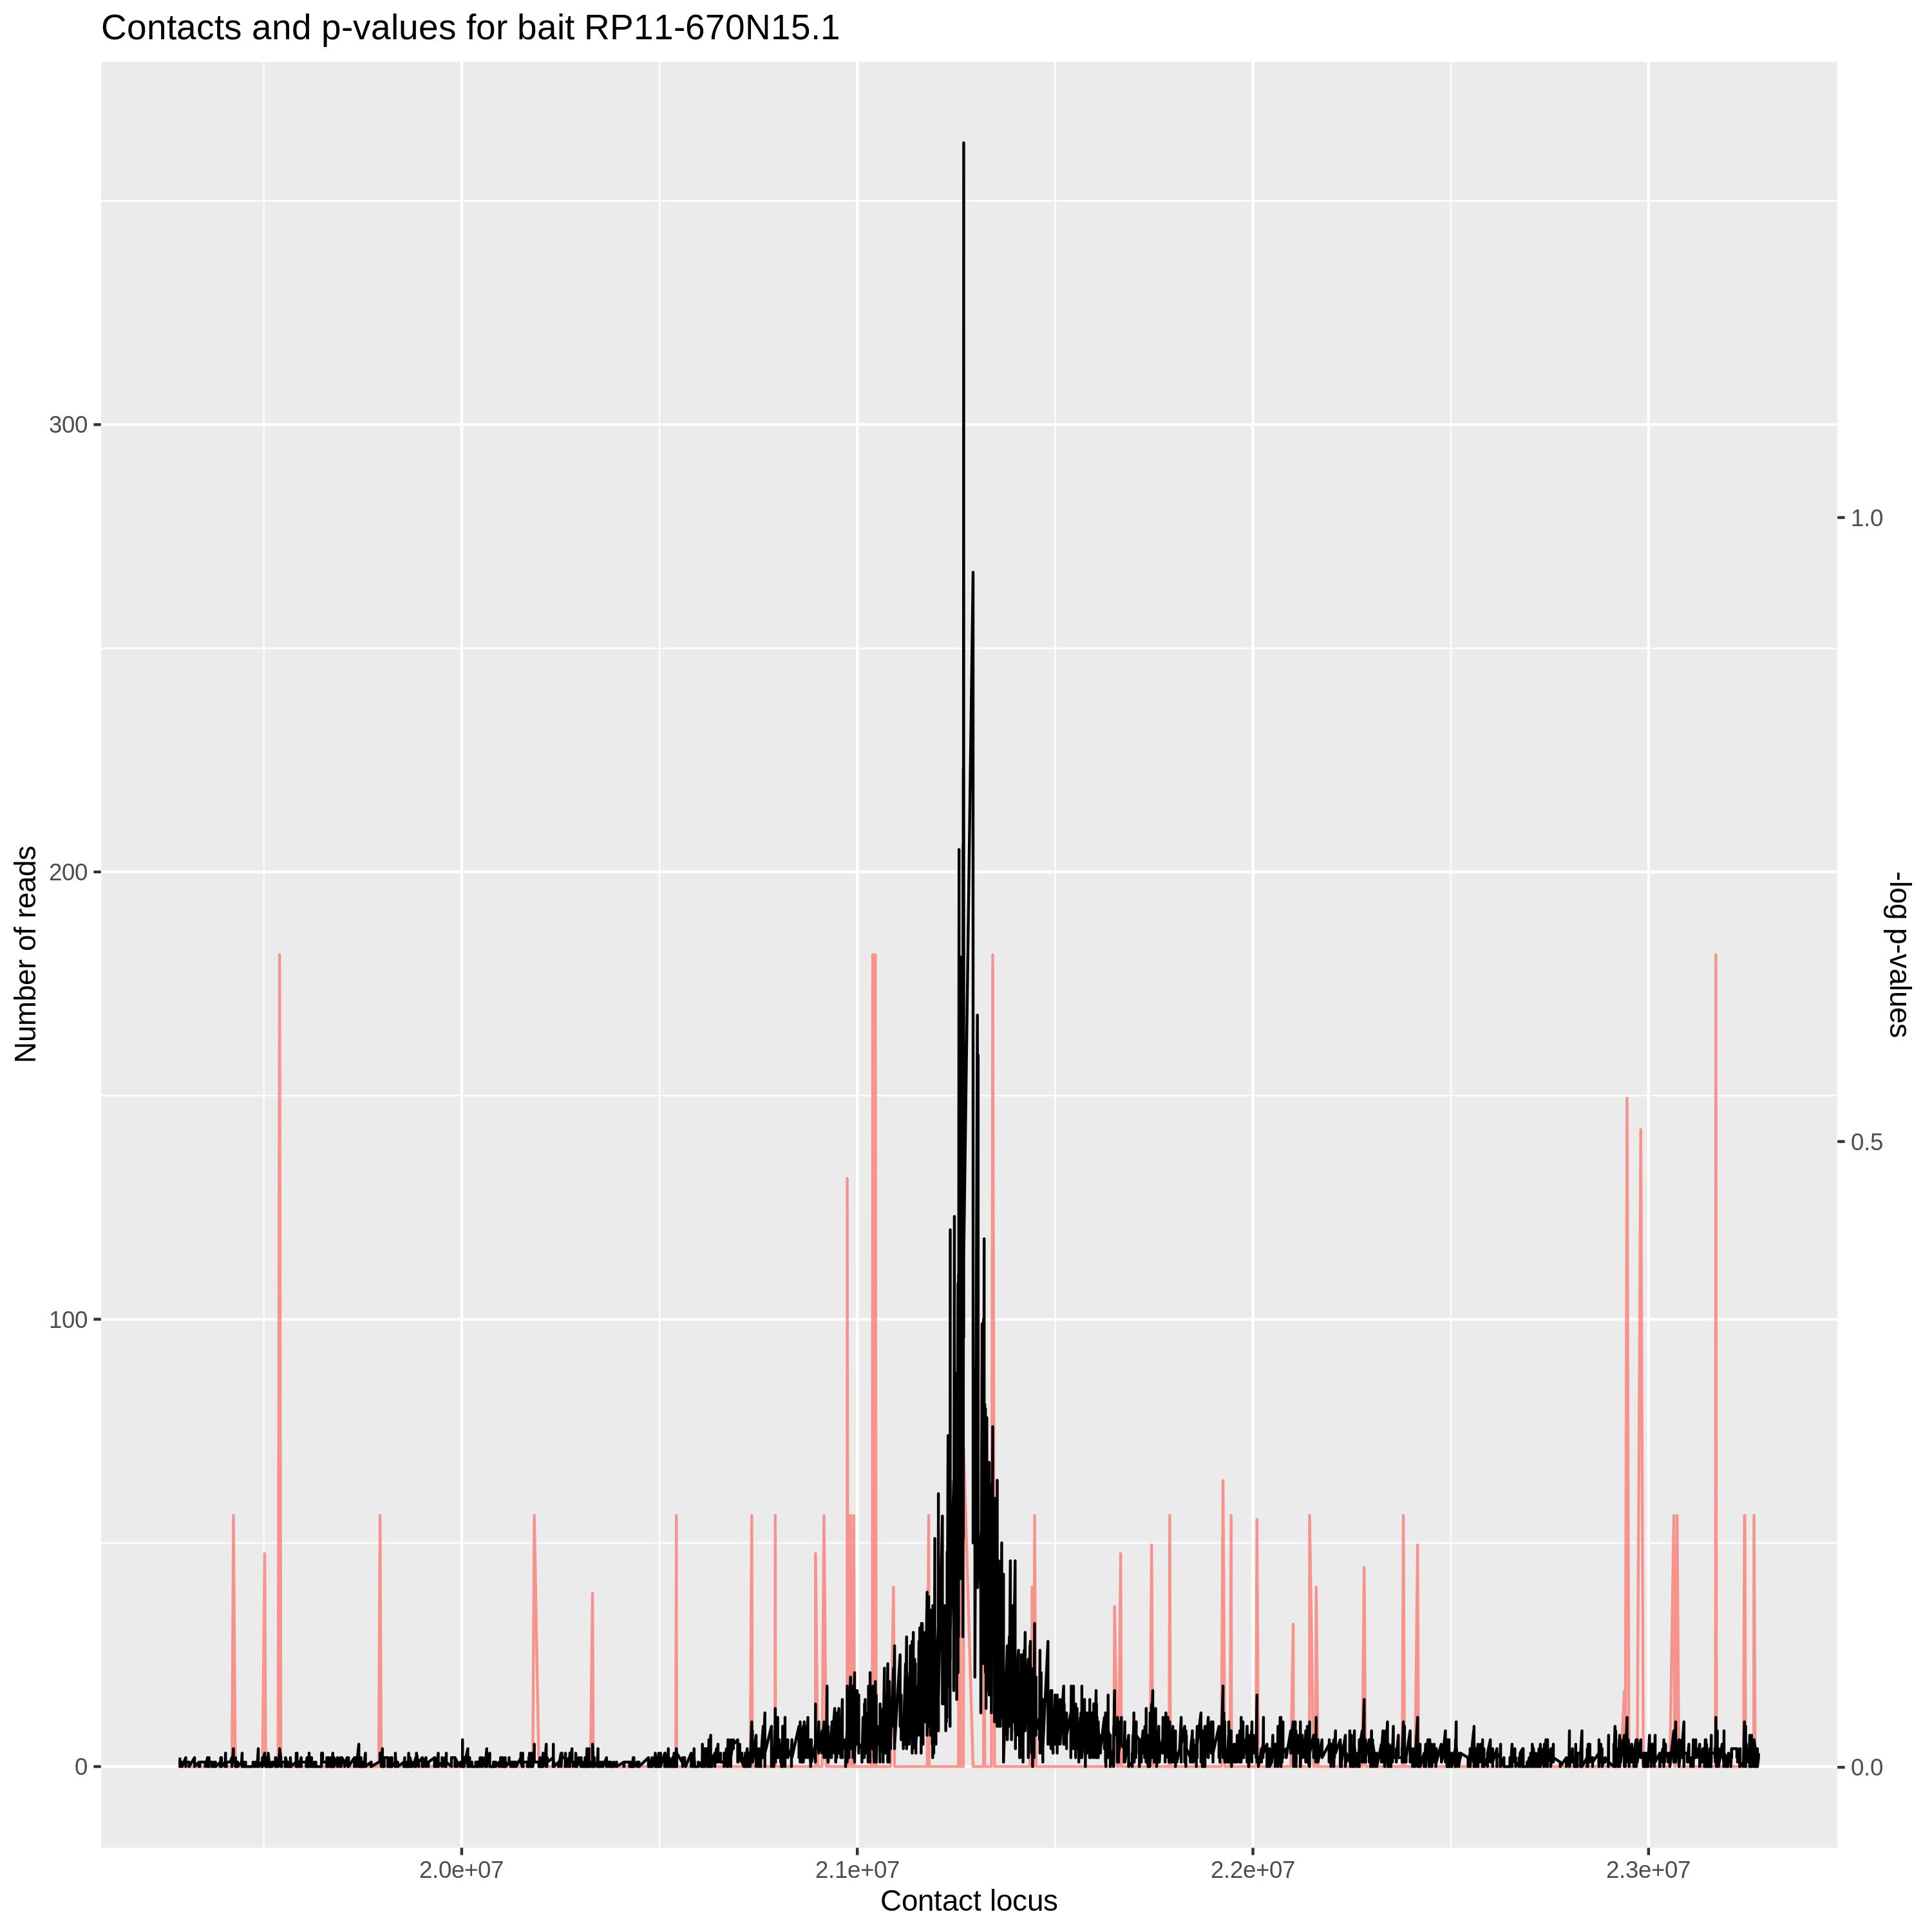 Contacts and p-values for bait RP11-670N15.1
300
200
100
0
Number of reads
1.0
0.5
0.0
-log p-values
2.0e+07 2.1e+07 2.2e+07 2.3e+07
Contact locus